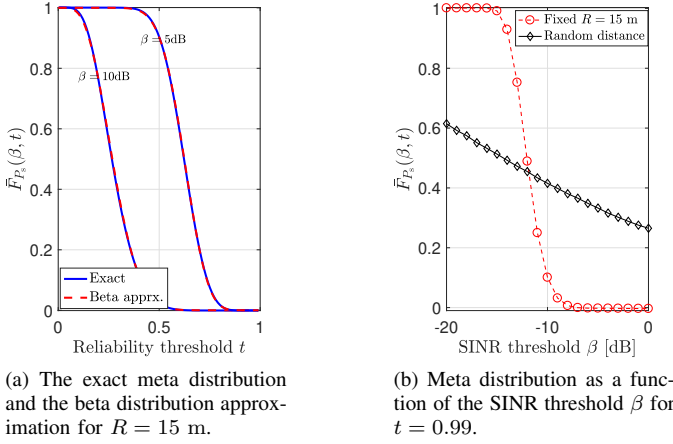 1
0.8
0.6
0.4
0.2
0
F̄_{P_s}(β, t)
β = 5dB
β = 10dB
Exact
Beta apprx.
0 0.5 1
Reliability threshold t
(a) The exact meta distribution
and the beta distribution approx-
imation for R = 15 m.
1
0.8
0.6
0.4
0.2
0
F̄_{P_s}(β, t)
Fixed R = 15 m
Random distance
-20 -10 0
SINR threshold β [dB]
(b) Meta distribution as a func-
tion of the SINR threshold β for
t = 0.99.